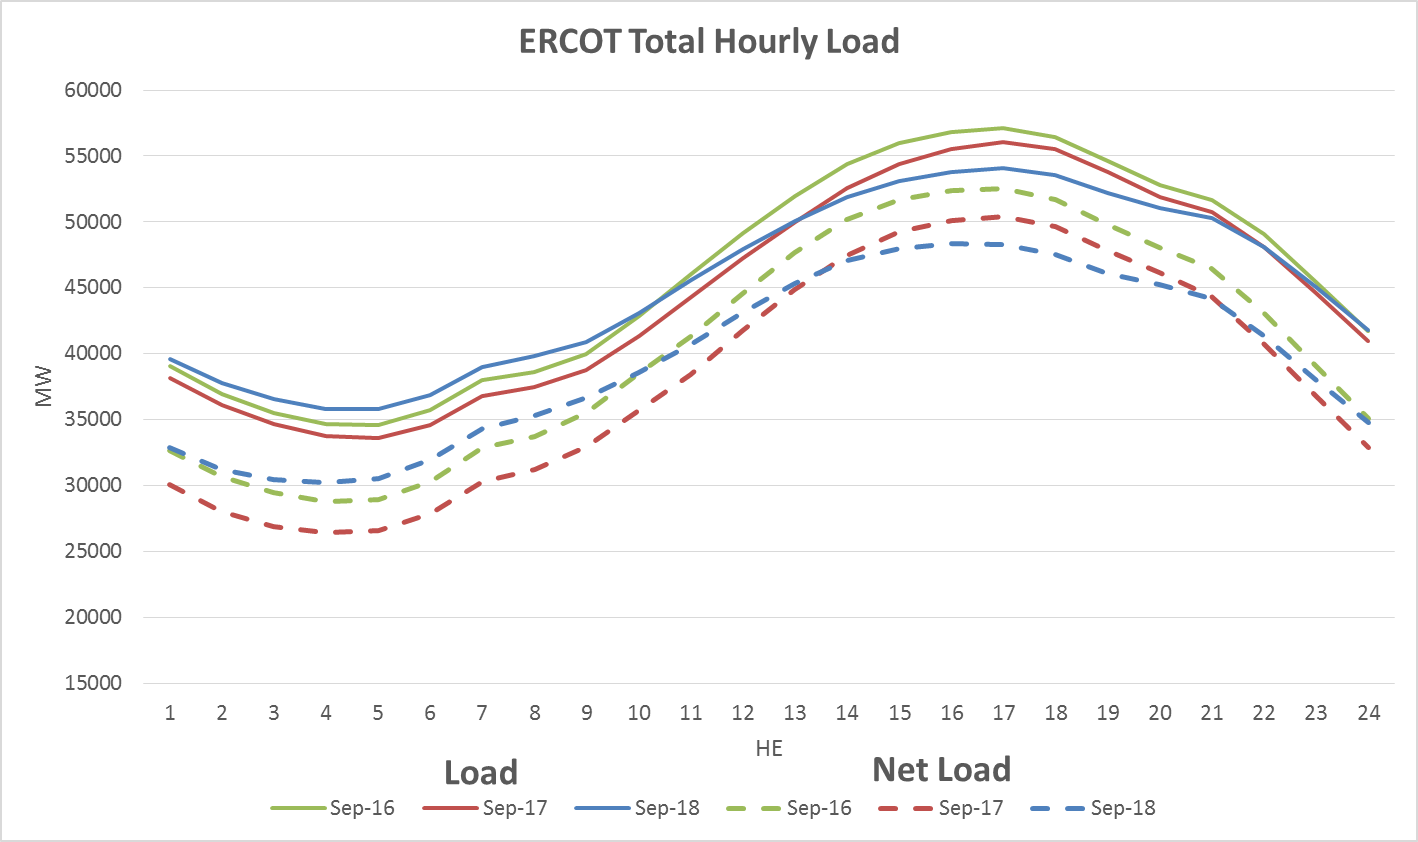 ERCOT Total Hourly Load
60000
55000
50000
45000
40000
35000
30000
25000
20000
15000
MW
1 2 3 4 5 6 7 8 9 10 11 12 13 14 15 16 17 18 19 20 21 22 23 24
HE
Load Net Load
Sep-16 Sep-17 Sep-18 Sep-16 Sep-17 Sep-18